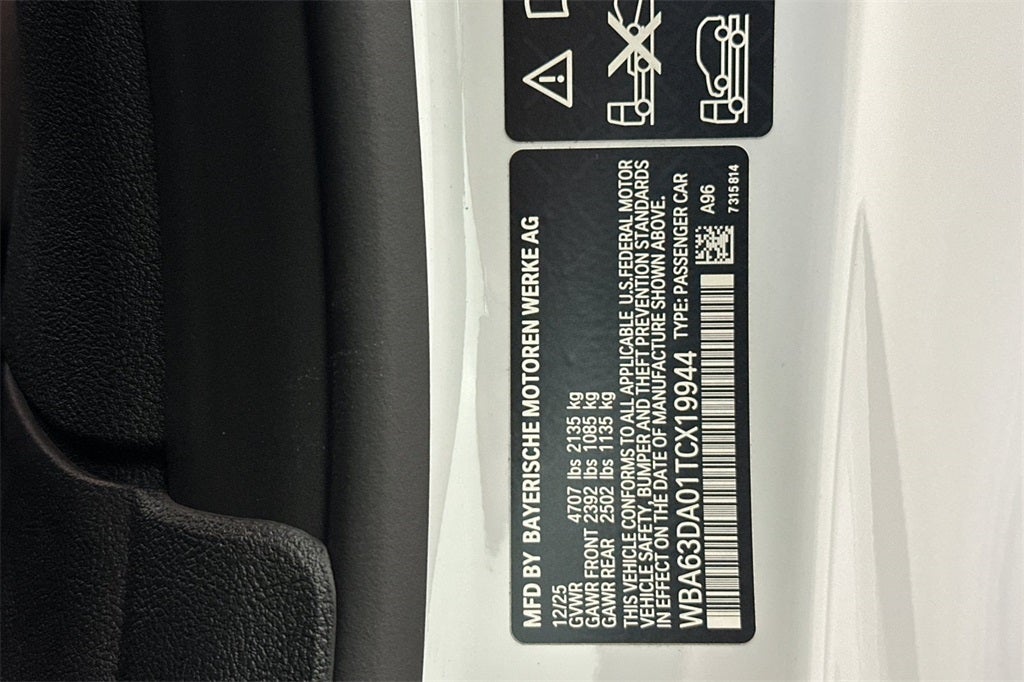 MFD BY BAYERISCHE MOTOREN WERKE AG
12/25
GVWR 4707 lbs 2135 kg
GAWR FRONT 2392 lbs 1085 kg
GAWR REAR 2502 lbs 1135 kg
THIS VEHICLE CONFORMS TO ALL APPLICABLE U.S.FEDERAL MOTOR
VEHICLE SAFETY, BUMPER AND THEFT PREVENTION STANDARDS
IN EFFECT ON THE DATE OF MANUFACTURE SHOWN ABOVE.
WBA63DA01TCX19944 TYPE: PASSENGER CAR
A96
7315814